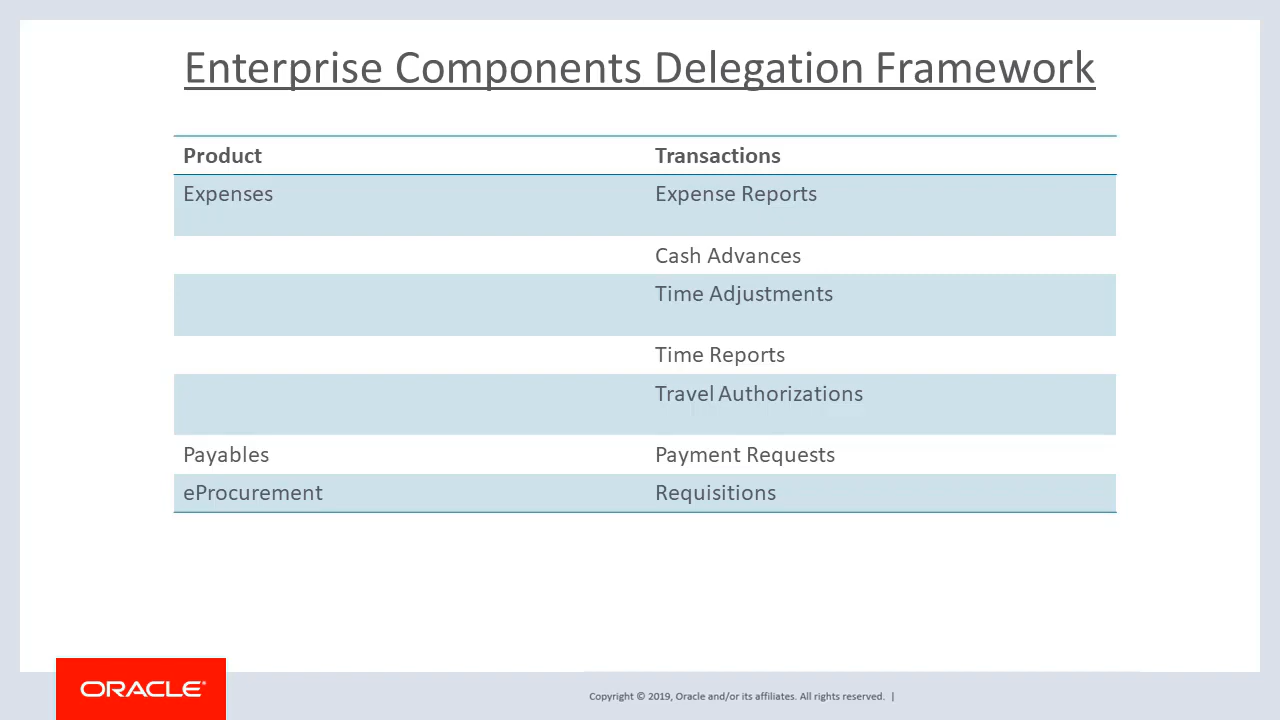 Enterprise Components Delegation Framework
Product Transactions
Expenses Expense Reports
Cash Advances
Time Adjustments
Time Reports
Travel Authorizations
Payables Payment Requests
eProcurement Requisitions
ORACLE®
Copyright © 2019, Oracle and/or its affiliates. All rights reserved. |